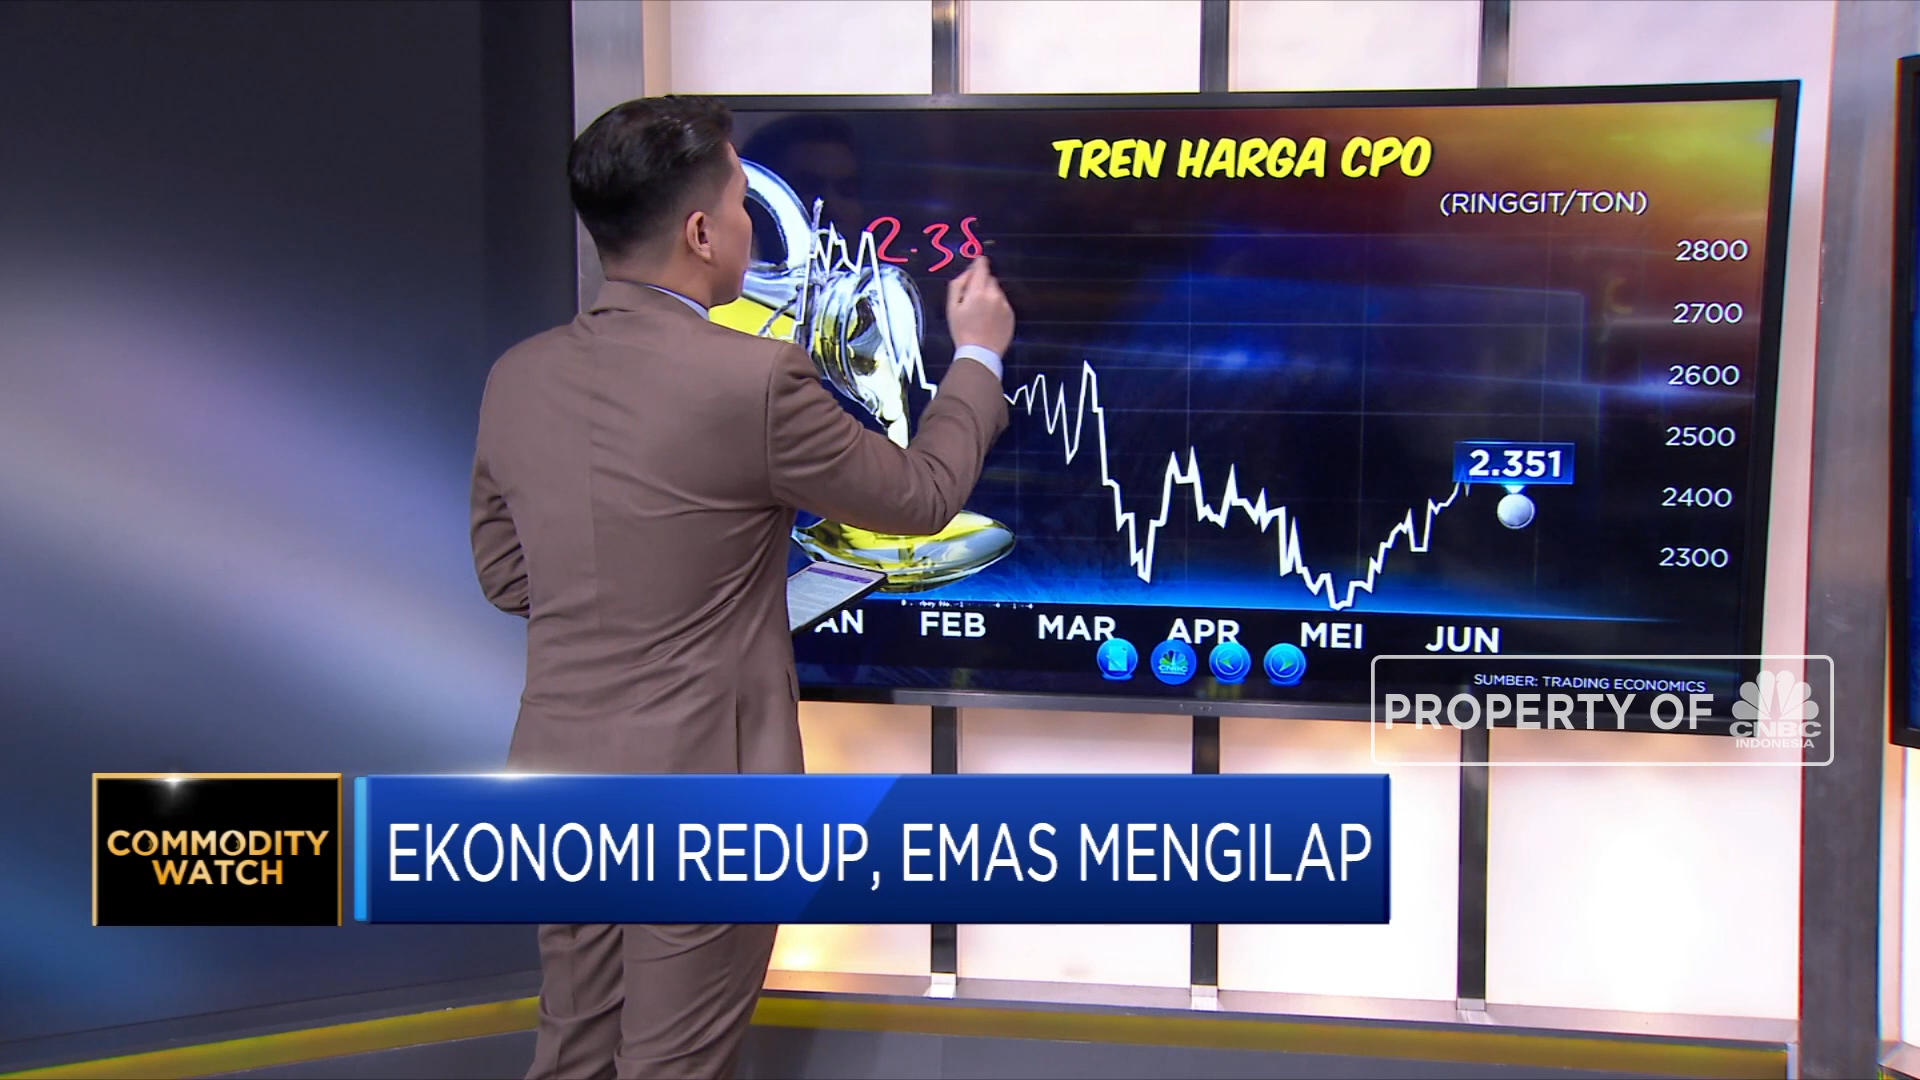 TREN HARGA CPO
(RINGGIT/TON)
2.38
2800
2700
2600
2500
2.351
2400
2300
AN FEB MAR APR MEI JUN
CNBC
SUMBER: TRADING ECONOMICS
PROPERTY OF
CNBC
INDONESIA
COMMODITY
WATCH
EKONOMI REDUP, EMAS MENGILAP